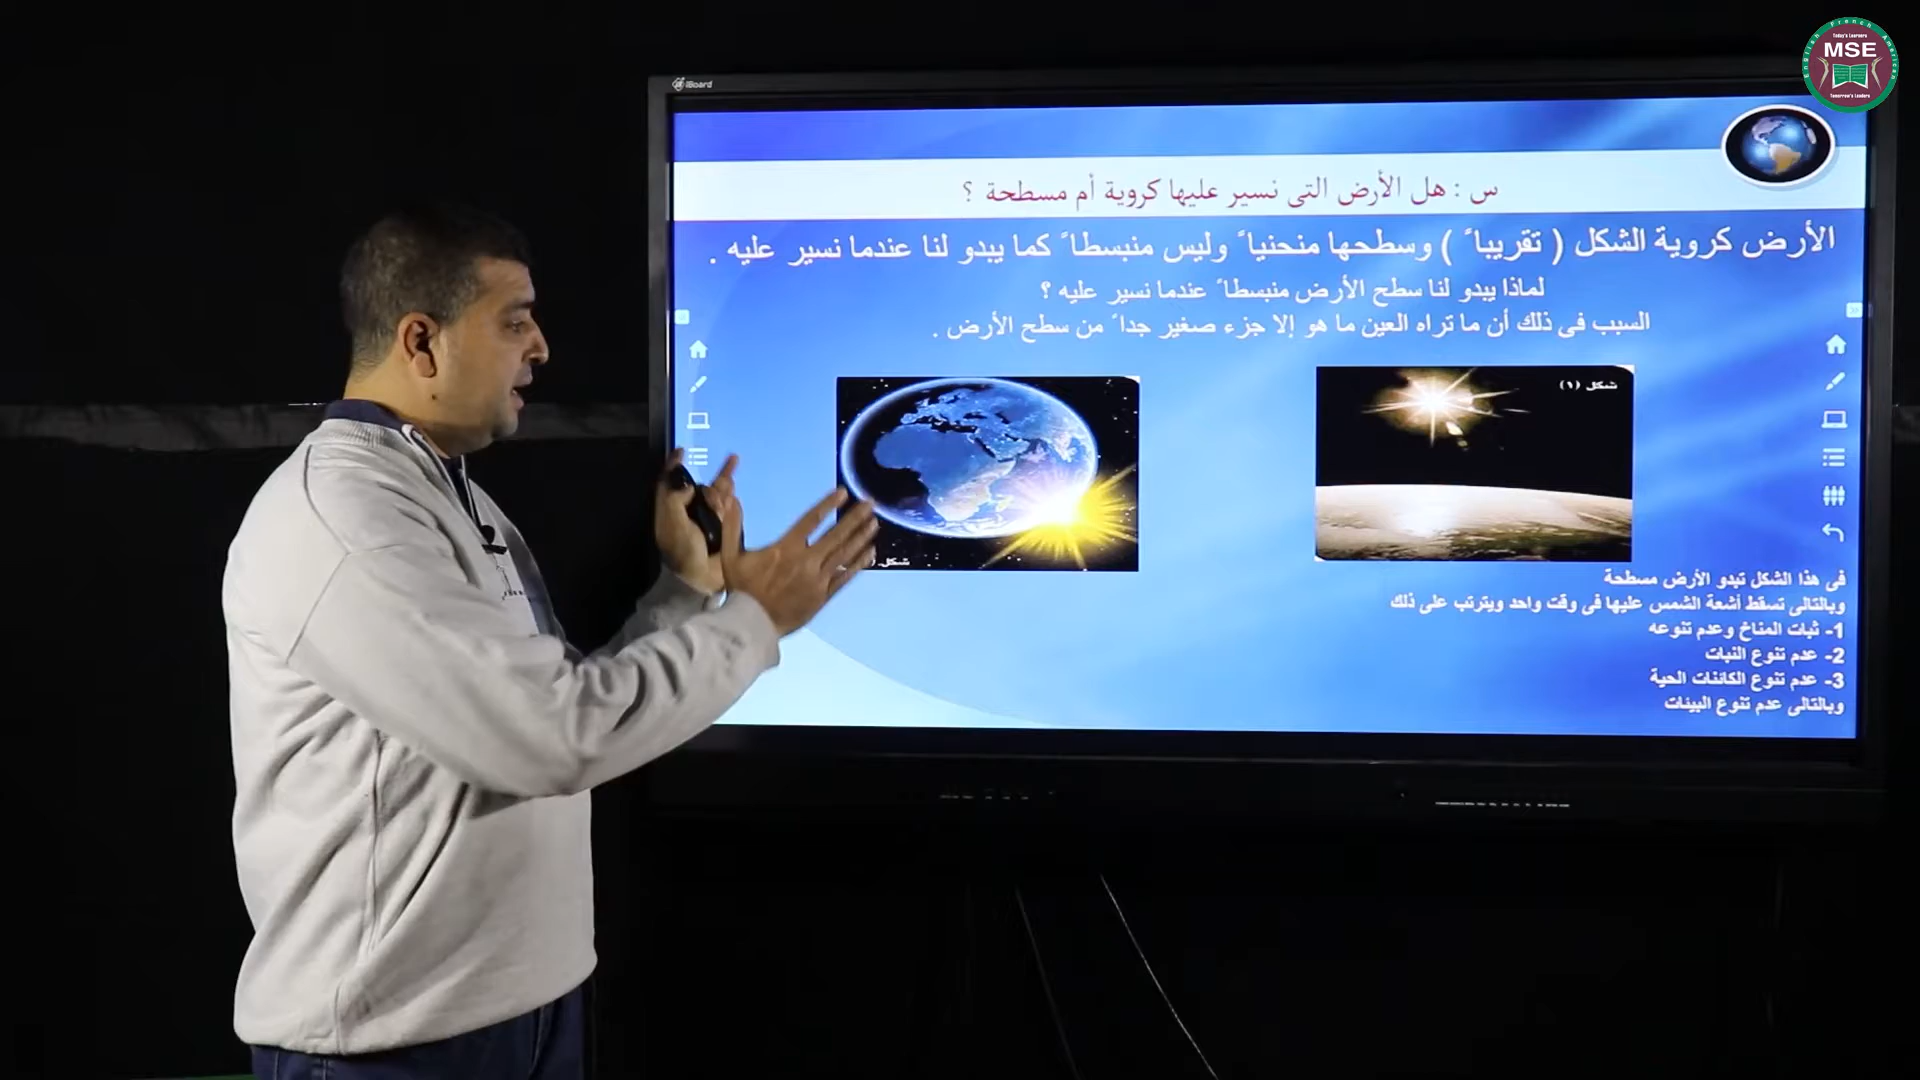 iBoard
English French American
Today's Learners
MSE
Tomorrow's Leaders
س : هل الأرض التى نسير عليها كروية أم مسطحة ؟
الأرض كروية الشكل ( تقريباً ) وسطحها منحنياً وليس منبسطاً كما يبدو لنا عندما نسير عليه .
لماذا يبدو لنا سطح الأرض منبسطاً عندما نسير عليه ؟
السبب فى ذلك أن ما تراه العين ما هو إلا جزء صغير جداً من سطح الأرض .
شكل (١)
شكل
فى هذا الشكل تبدو الأرض مسطحة
وبالتالى تسقط أشعة الشمس عليها فى وقت واحد ويترتب على ذلك
1- ثبات المناخ وعدم تنوعه
2- عدم تنوع النبات
3- عدم تنوع الكائنات الحية
وبالتالى عدم تنوع البيئات